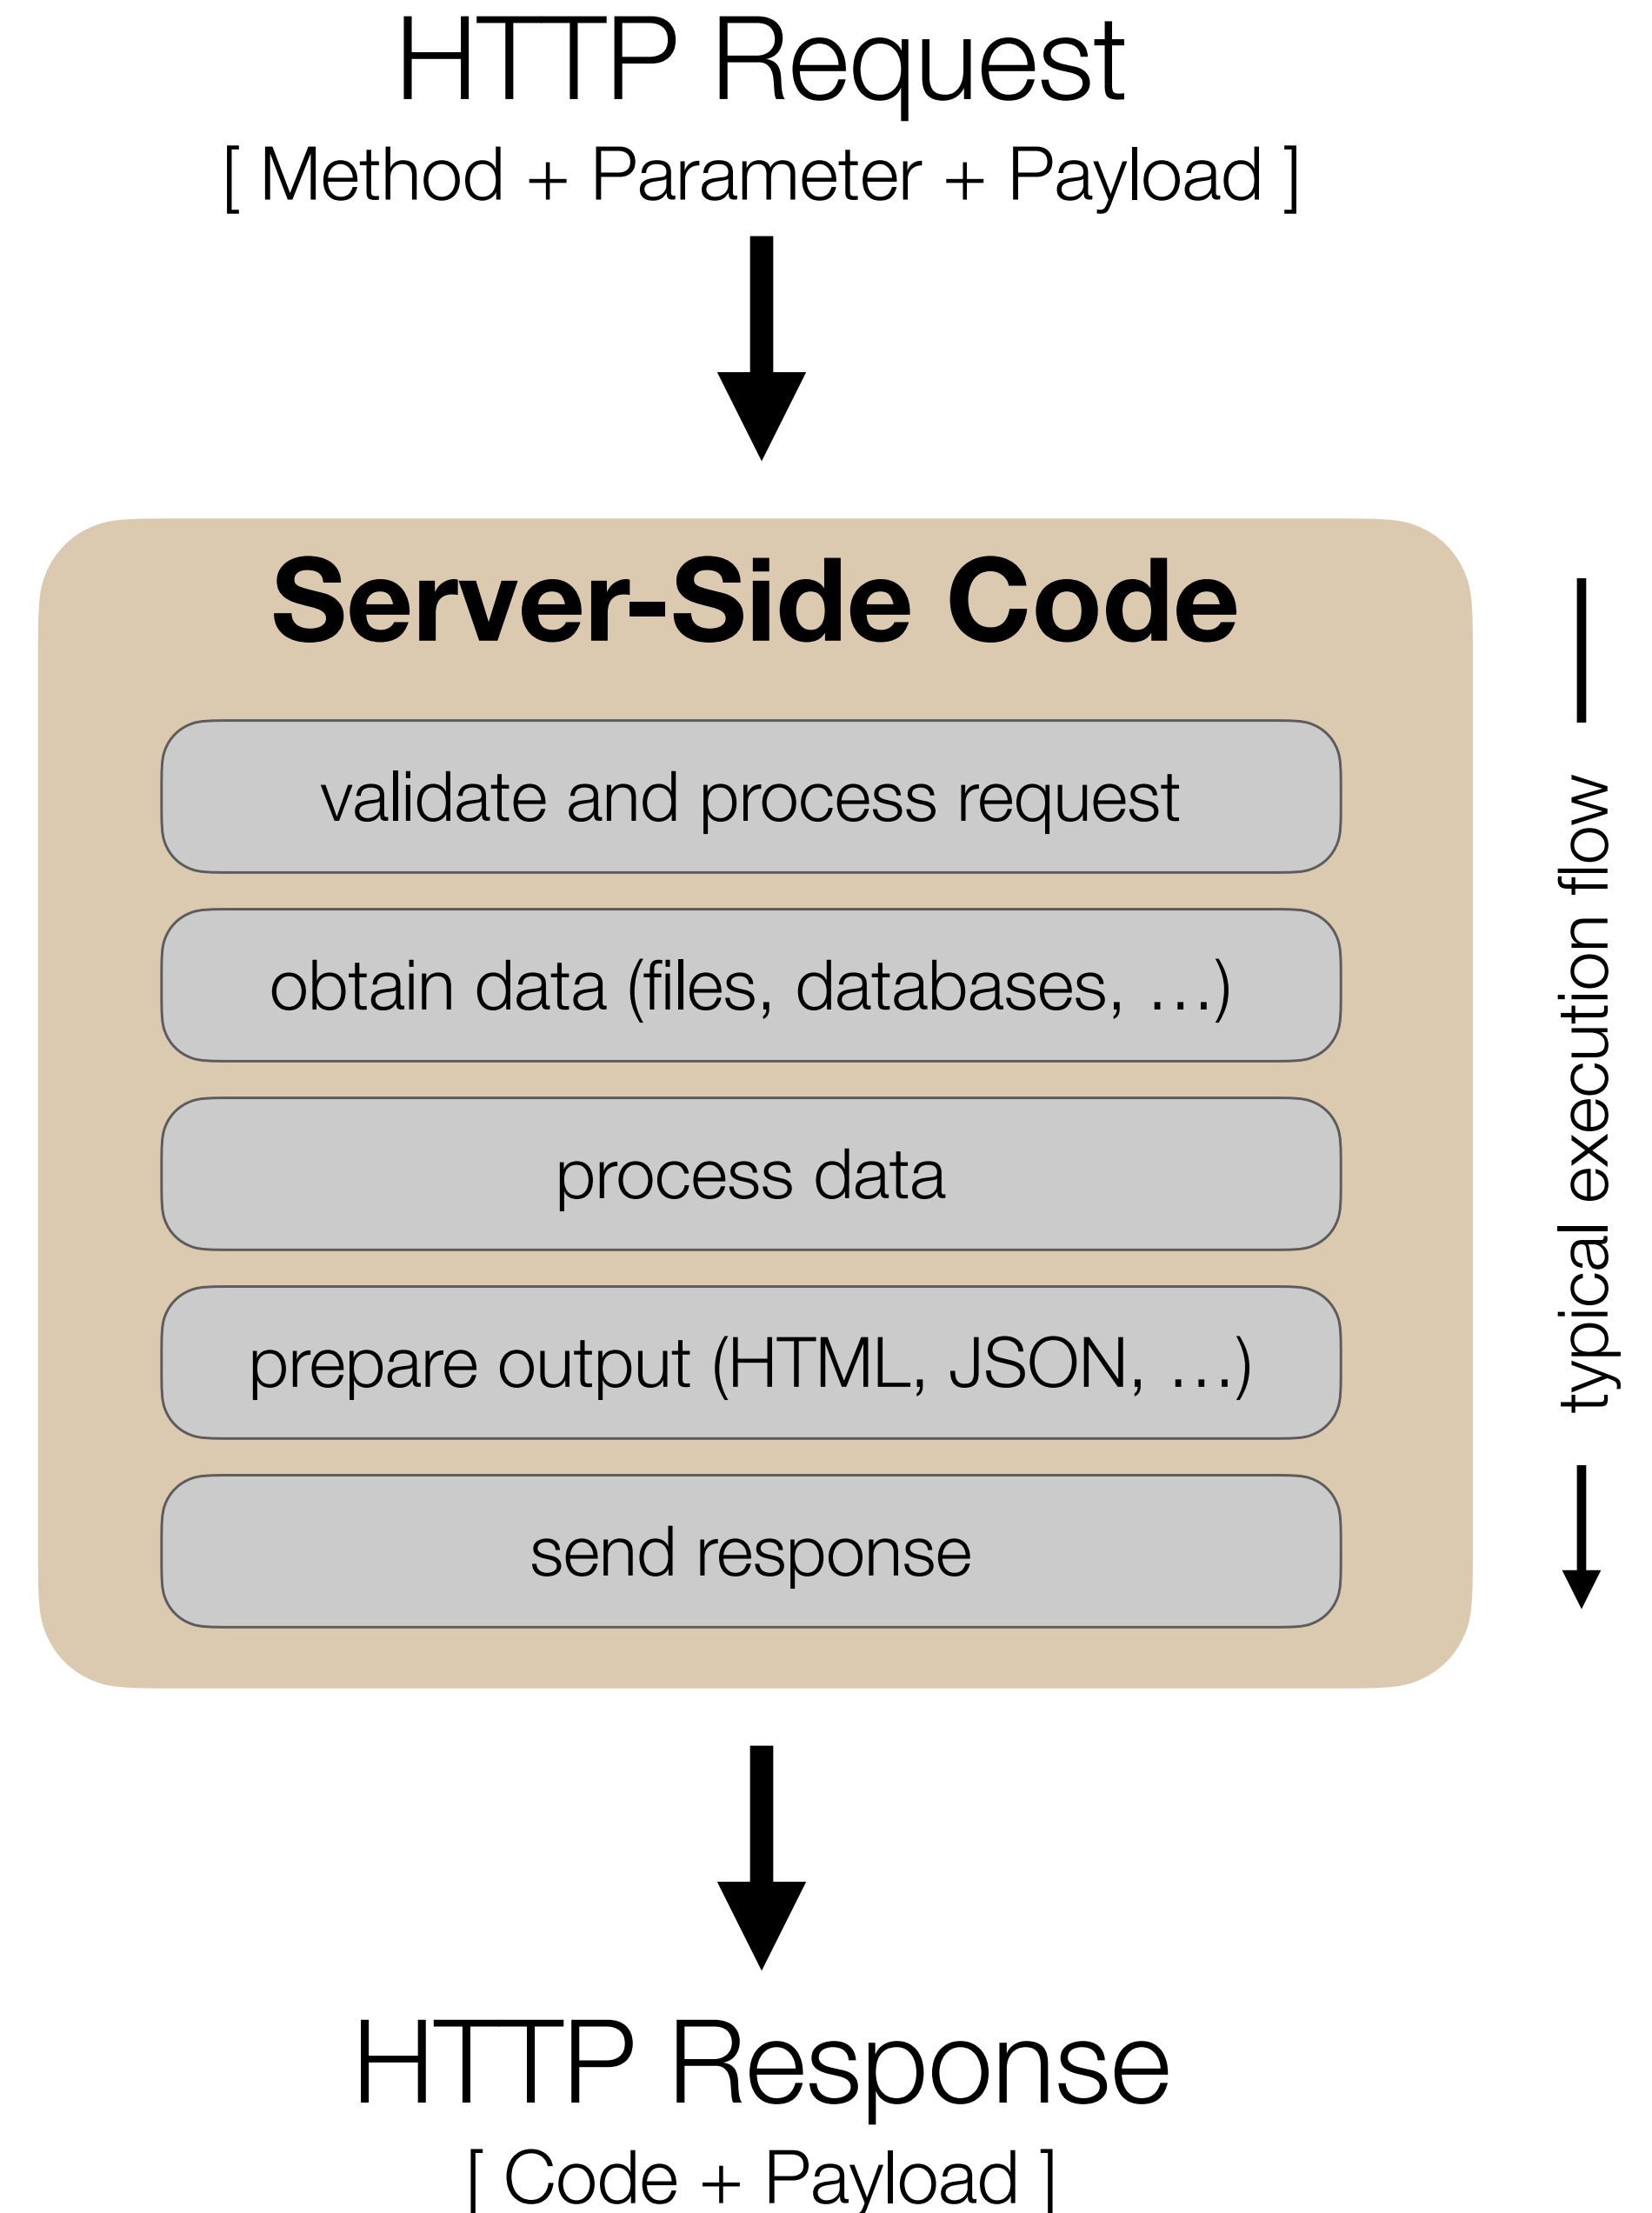 HTTP Request
[ Method + Parameter + Payload ]
Server-Side Code
validate and process request
obtain data (files, databases, …)
process data
prepare output (HTML, JSON, …)
send response
typical execution flow
HTTP Response
[ Code + Payload ]